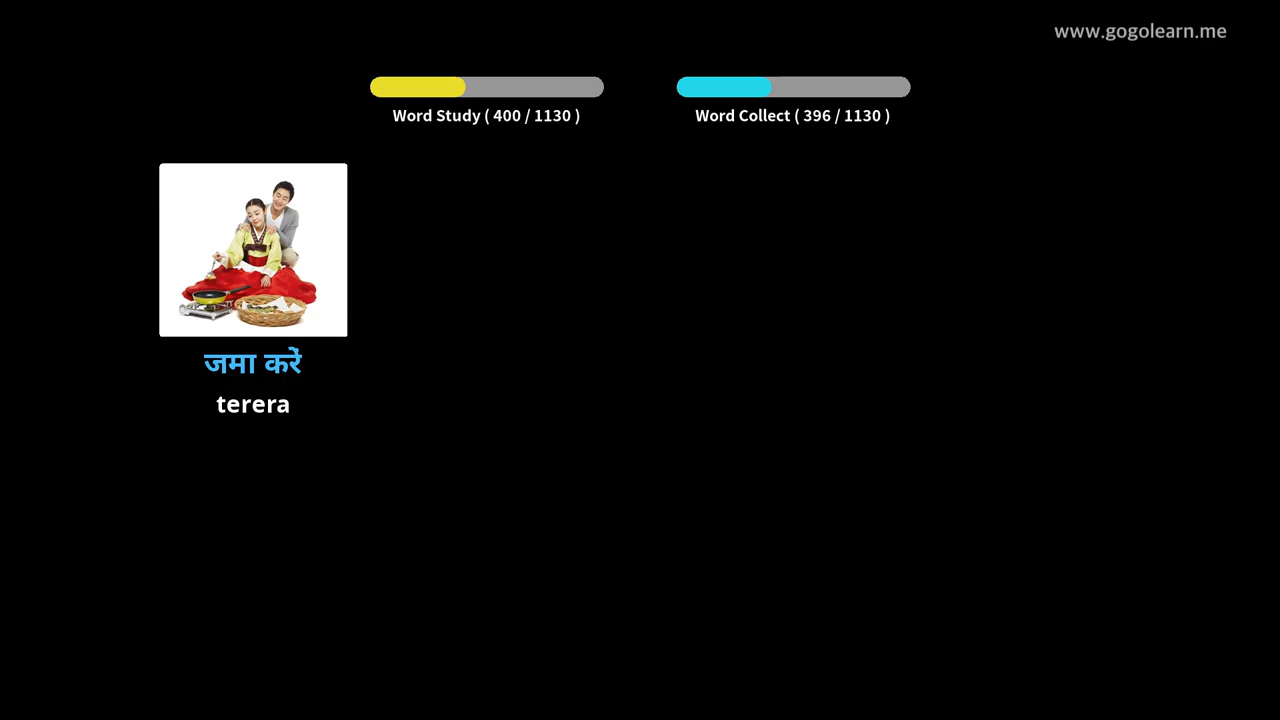 www.gogolearn.me
Word Study ( 400 / 1130 )
Word Collect ( 396 / 1130 )
जमा करें
terera